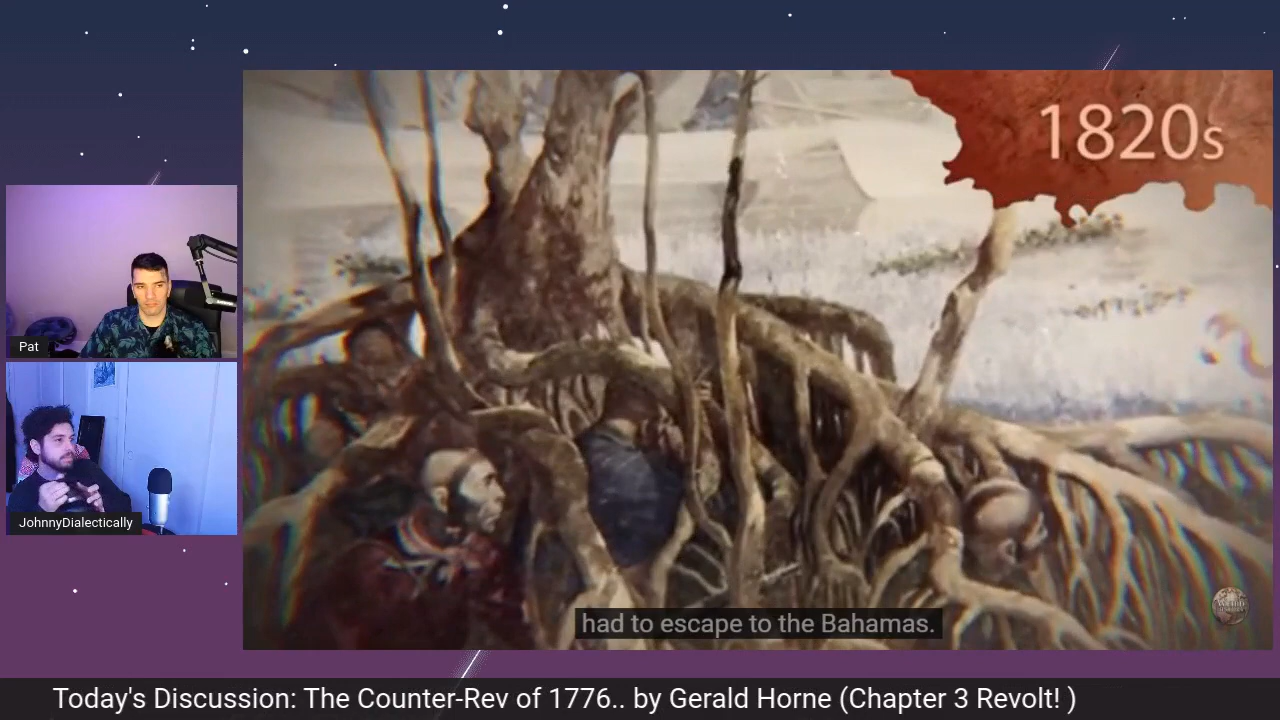 1820s
Pat
JohnnyDialectically
had to escape to the Bahamas.
Today's Discussion: The Counter-Rev of 1776.. by Gerald Horne (Chapter 3 Revolt! )